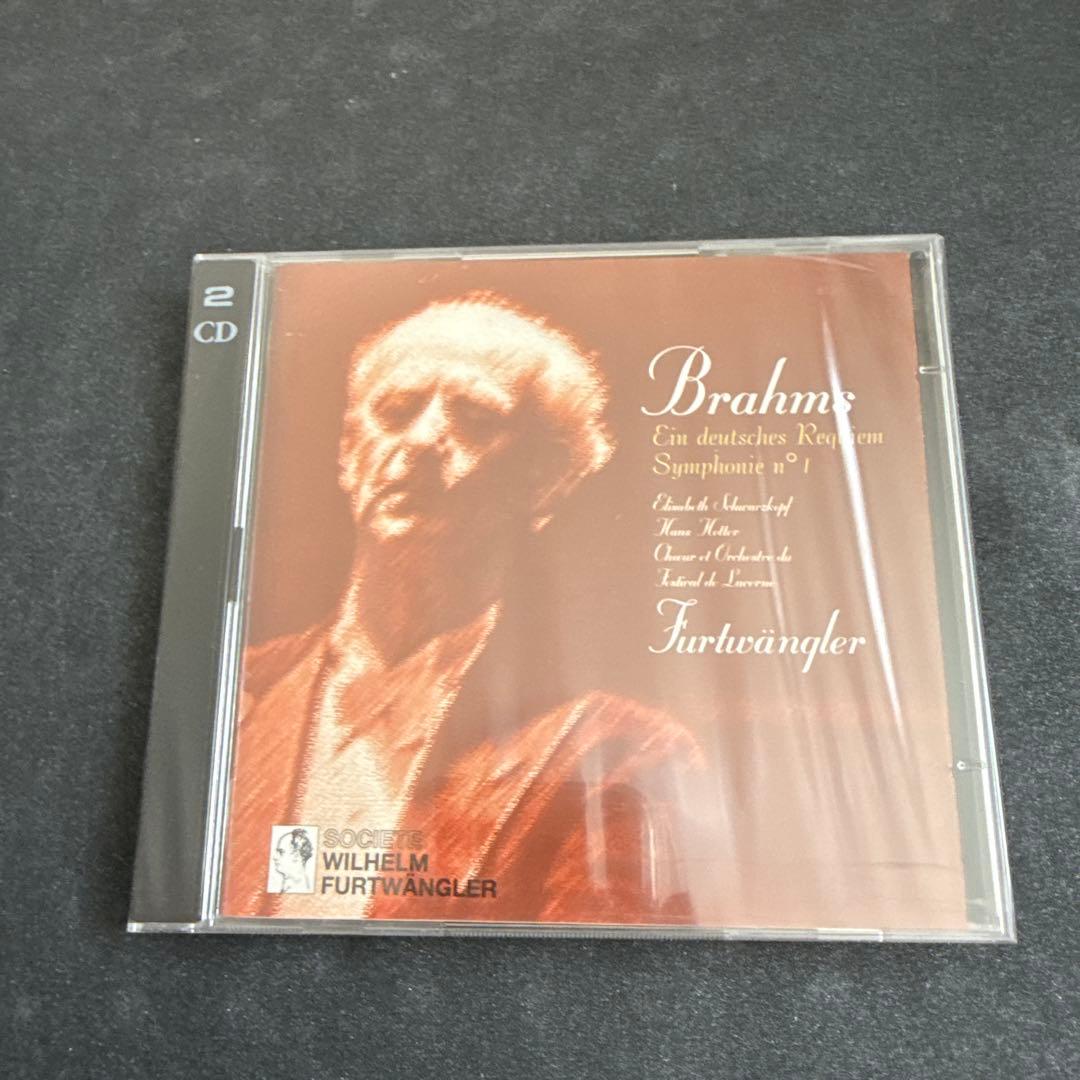 2
CD
Brahms
Ein deutsches Requiem
Symphonie n° 1
Elisabeth Schwarzkopf
Hans Hotter
Chœur et Orchestre du
Festival de Lucerne
Furtwängler
SOCIETE
WILHELM
FURTWÄNGLER